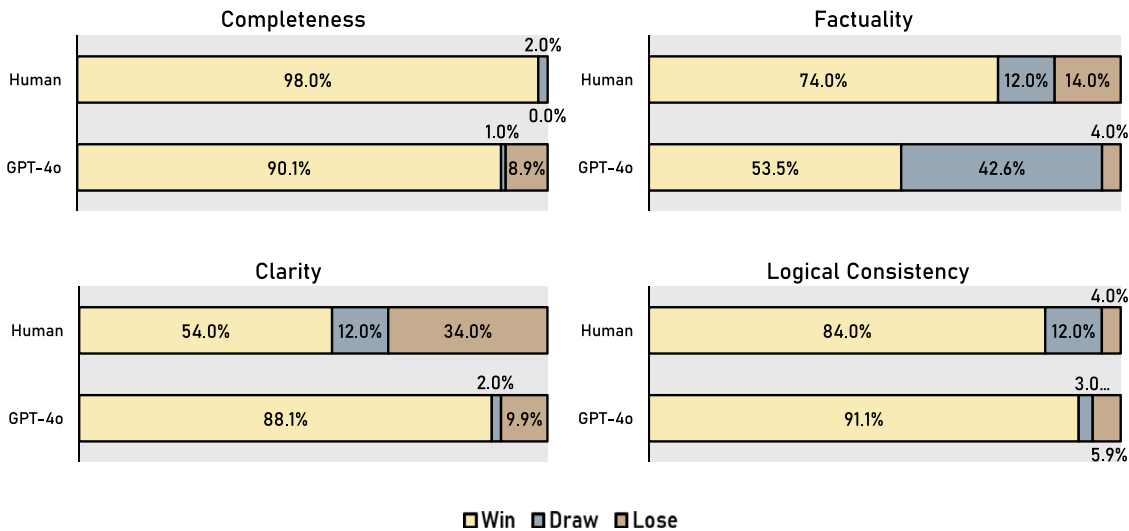 Completeness
2.0%
Human
98.0%
0.0%
1.0%
GPT-4o
90.1%
8.9%
Factuality
Human
74.0%
12.0%
14.0%
4.0%
GPT-4o
53.5%
42.6%
Clarity
Human
54.0%
12.0%
34.0%
2.0%
GPT-4o
88.1%
9.9%
Logical Consistency
4.0%
Human
84.0%
12.0%
3.0...
GPT-4o
91.1%
5.9%
Win Draw Lose